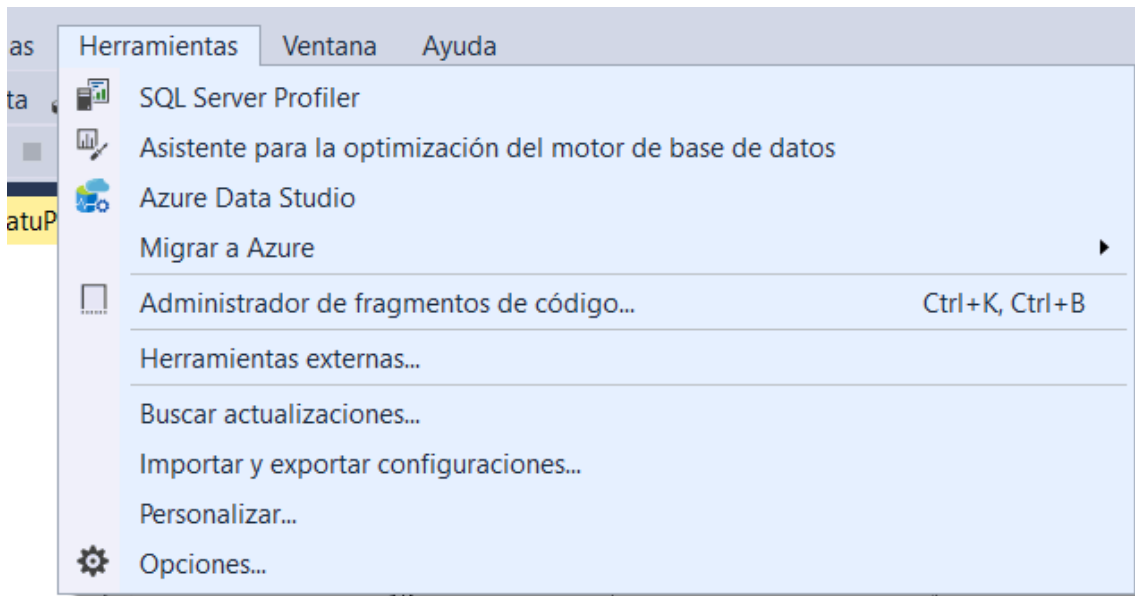 as Herramientas Ventana Ayuda
ta SQL Server Profiler
Asistente para la optimización del motor de base de datos
Azure Data Studio
atuP
Migrar a Azure
Administrador de fragmentos de código... Ctrl+K, Ctrl+B
Herramientas externas...
Buscar actualizaciones...
Importar y exportar configuraciones...
Personalizar...
Opciones...